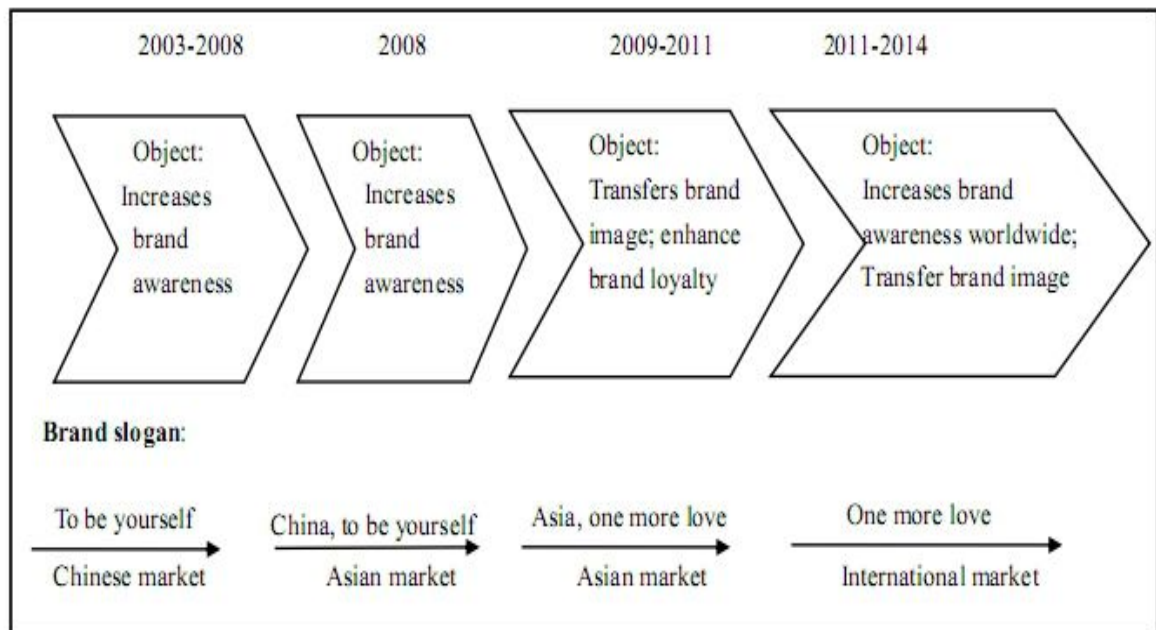 2003-2008
2008
2009-2011
2011-2014
Object:
Increases
brand
awareness
Object:
Increases
brand
awareness
Object:
Transfers brand
image; enhance
brand loyalty
Object:
Increases brand
awareness worldwide;
Transfer brand image
Brand slogan:
To be yourself
Chinese market
China, to be yourself
Asian market
Asia, one more love
Asian market
One more love
International market